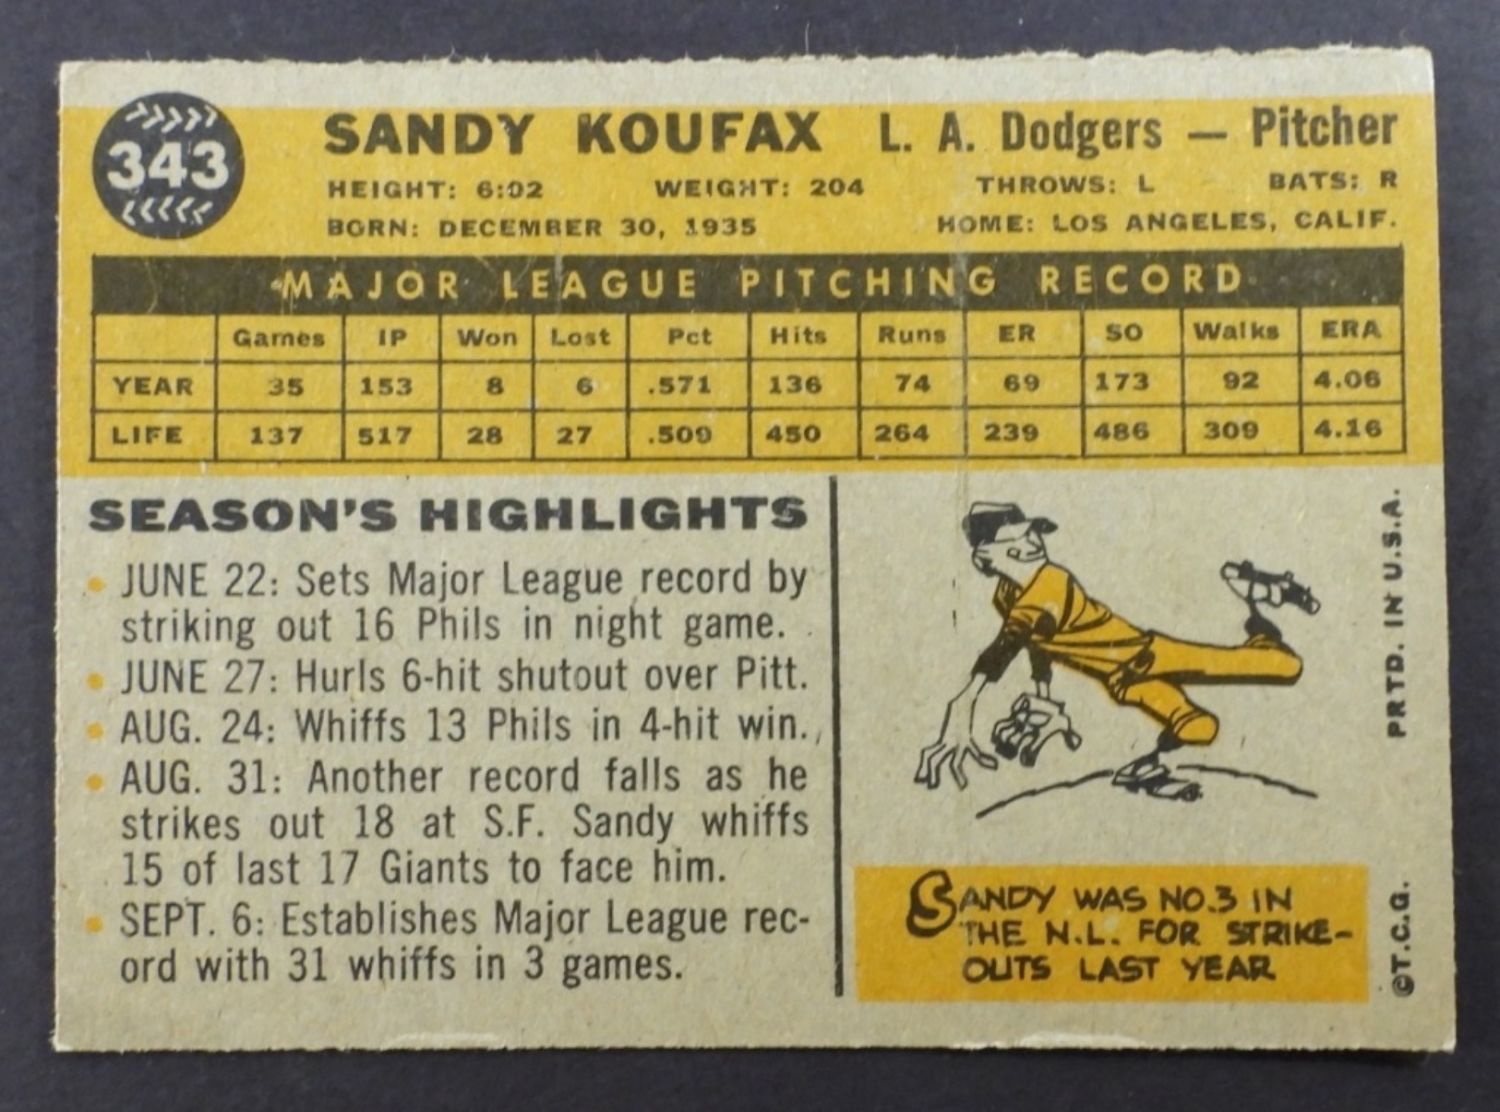 343
SANDY KOUFAX L. A. Dodgers — Pitcher
HEIGHT: 6:02 WEIGHT: 204 THROWS: L BATS: R
BORN: DECEMBER 30, 1935 HOME: LOS ANGELES, CALIF.
MAJOR LEAGUE PITCHING RECORD
Games IP Won Lost Pct Hits Runs ER SO Walks ERA
YEAR 35 153 8 6 .571 136 74 69 173 92 4.06
LIFE 137 517 28 27 .509 450 264 239 486 309 4.16
SEASON'S HIGHLIGHTS
• JUNE 22: Sets Major League record by
striking out 16 Phils in night game.
• JUNE 27: Hurls 6-hit shutout over Pitt.
• AUG. 24: Whiffs 13 Phils in 4-hit win.
• AUG. 31: Another record falls as he
strikes out 18 at S.F. Sandy whiffs
15 of last 17 Giants to face him.
• SEPT. 6: Establishes Major League rec-
ord with 31 whiffs in 3 games.
SANDY WAS NO.3 IN
THE N.L. FOR STRIKE-
OUTS LAST YEAR
©T.C.G. PRTD. IN U.S.A.